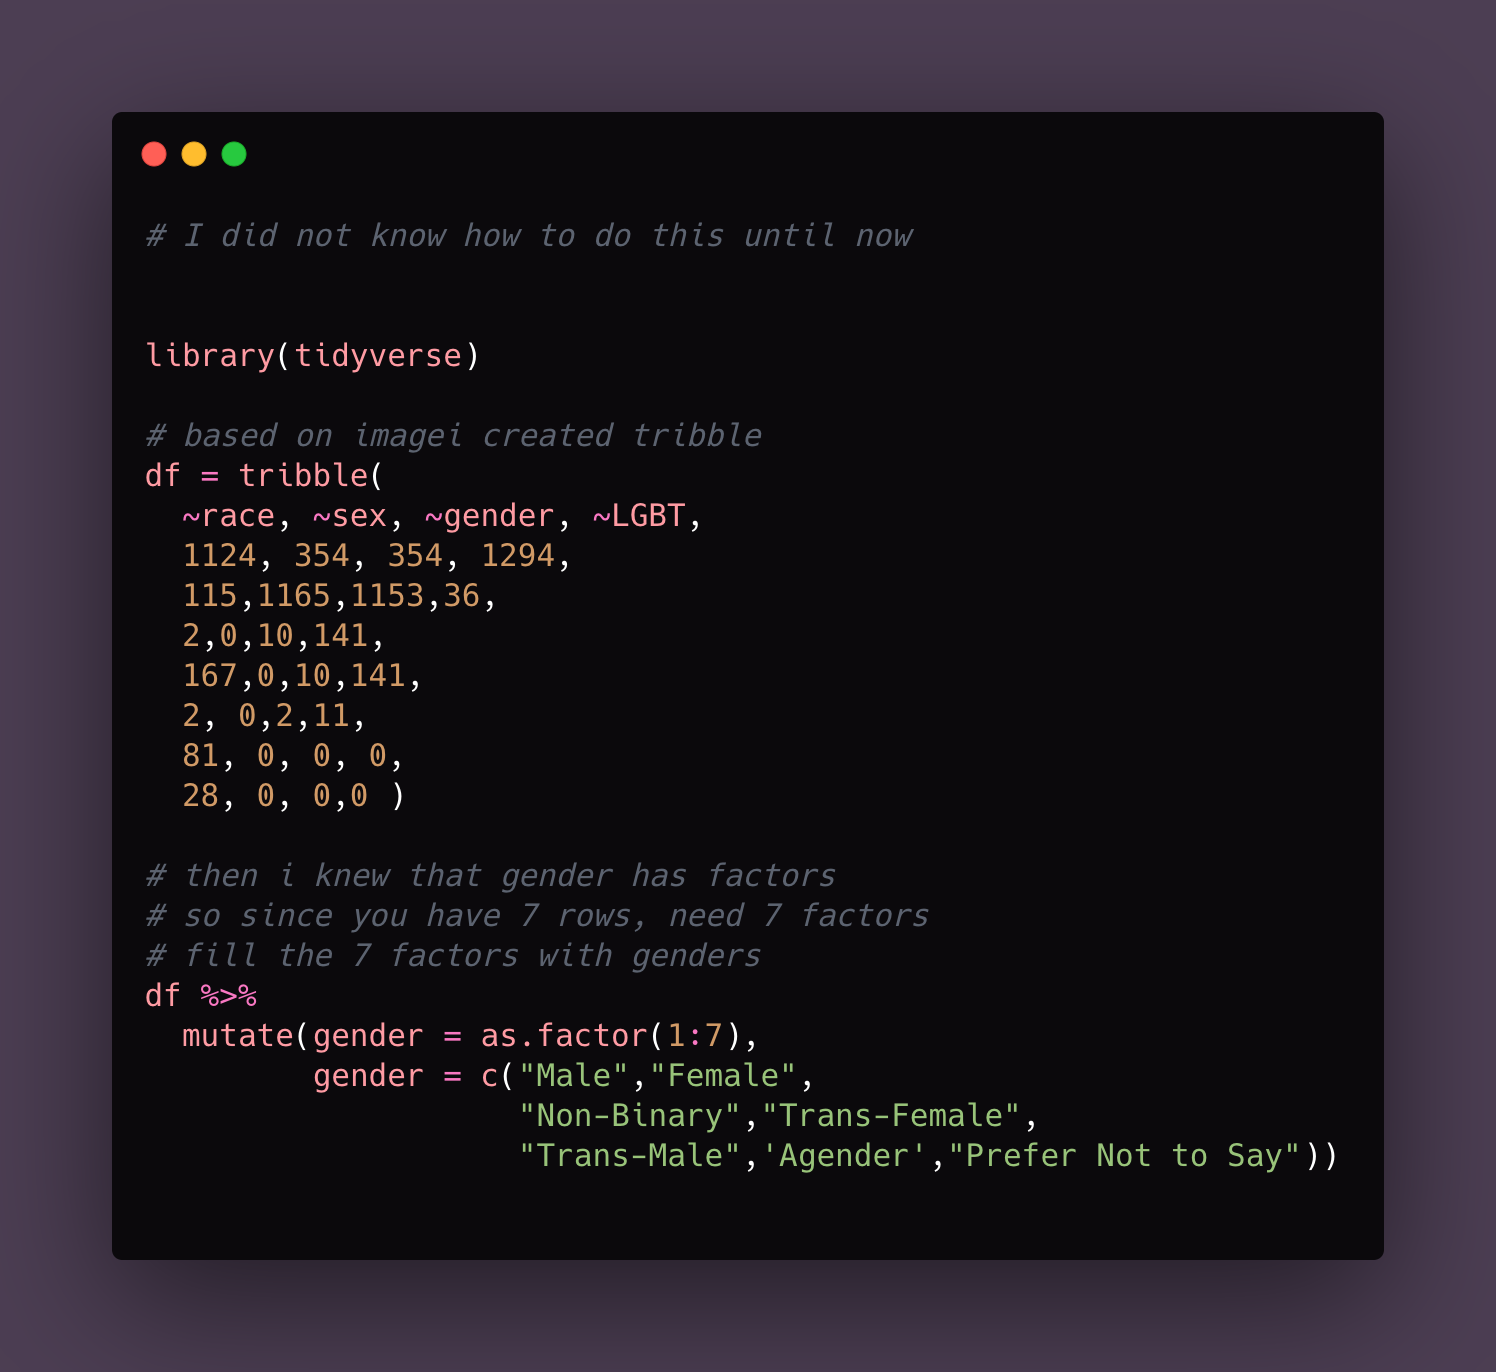 # I did not know how to do this until now
library(tidyverse)
# based on imagei created tribble
df = tribble(
~race, ~sex, ~gender, ~LGBT,
1124, 354, 354, 1294,
115,1165,1153,36,
2,0,10,141,
167,0,10,141,
2, 0,2,11,
81, 0, 0, 0,
28, 0, 0,0 )
# then i knew that gender has factors
# so since you have 7 rows, need 7 factors
# fill the 7 factors with genders
df %>%
mutate(gender = as.factor(1:7),
gender = c("Male","Female",
"Non-Binary","Trans-Female",
"Trans-Male",'Agender',"Prefer Not to Say"))